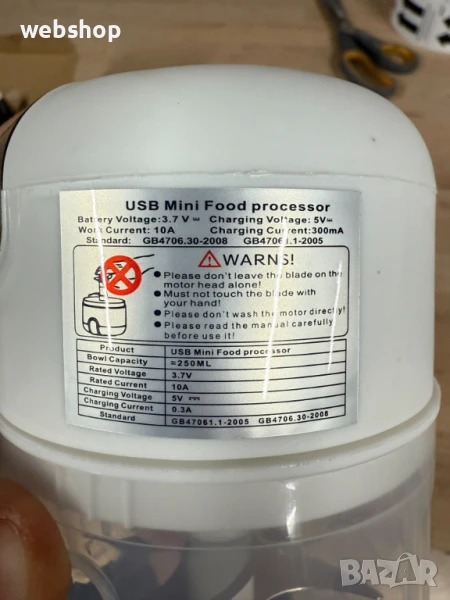 webshop
USB Mini Food processor
Battery Voltage:3.7 V ⎓ Charging Voltage: 5V⎓
Work Current: 10A Charging Current:300mA
Standard: GB4706.30-2008 GB47061.1-2005
⚠WARNS!
●Please don't leave the blade on the
motor head alone!
●Must not touch the blade with
your hand!
●Please don't wash the motor directly!
●Please read the manual carefully
before use it!
Product USB Mini Food processor
Bowl Capacity ≈250ML
Rated Voltage 3.7V
Rated Current 10A
Charging Voltage 5V ⎓
Charging Current 0.3A
Standard GB47061.1-2005 GB4706.30-2008
BAZAR